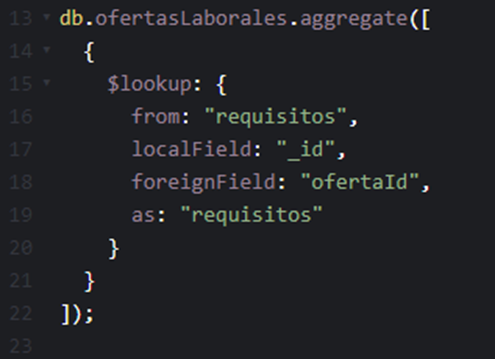 13 db.ofertasLaborales.aggregate([
14 {
15 $lookup: {
16 from: "requisitos",
17 localField: "_id",
18 foreignField: "ofertaId",
19 as: "requisitos"
20 }
21 }
22 ]);
23